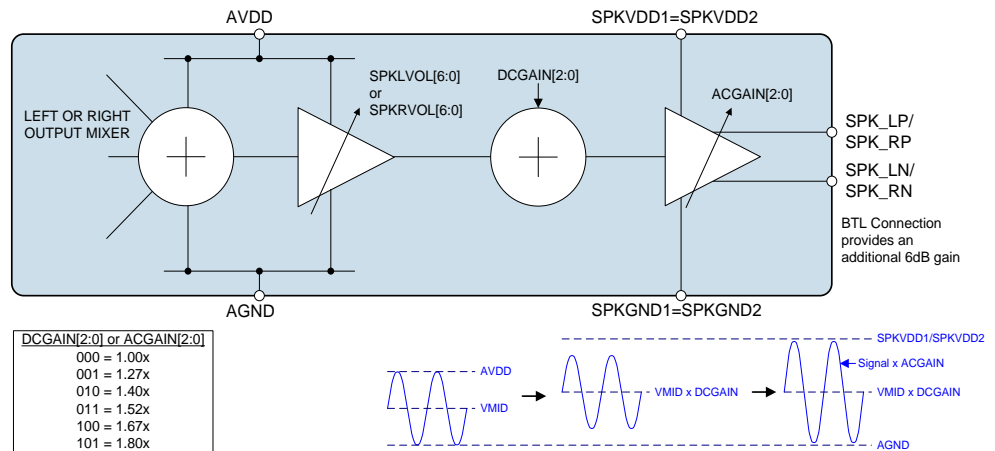 AVDD
SPKVDD1=SPKVDD2
LEFT OR RIGHT
OUTPUT MIXER
SPKLVOL[6:0]
or
SPKRVOL[6:0]
DCGAIN[2:0]
ACGAIN[2:0]
SPK_LP/
SPK_RP
SPK_LN/
SPK_RN
BTL Connection
provides an
additional 6dB gain
AGND
SPKGND1=SPKGND2
DCGAIN[2:0] or ACGAIN[2:0]
000 = 1.00x
001 = 1.27x
010 = 1.40x
011 = 1.52x
100 = 1.67x
101 = 1.80x
AVDD
VMID
VMID x DCGAIN
SPKVDD1/SPKVDD2
Signal x ACGAIN
VMID x DCGAIN
AGND